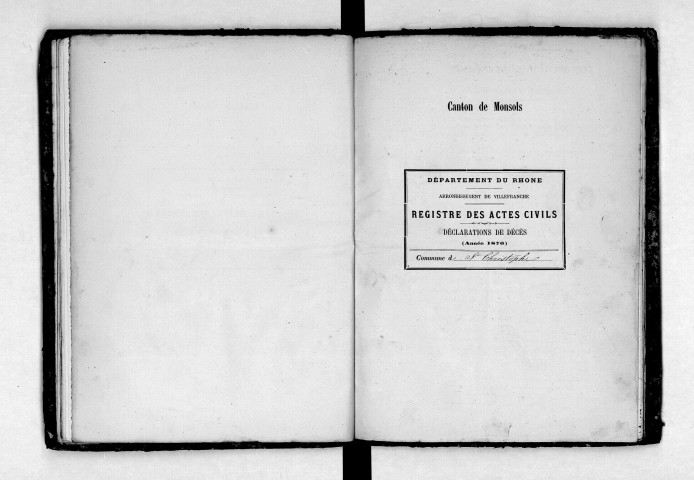 Canton de Monsols
DÉPARTEMENT DU RHONE
ARRONDISSEMENT DE VILLEFRANCHE
REGISTRE DES ACTES CIVILS
DÉCLARATIONS DE DÉCÈS
(Année 1876)
Commune de St Christophe